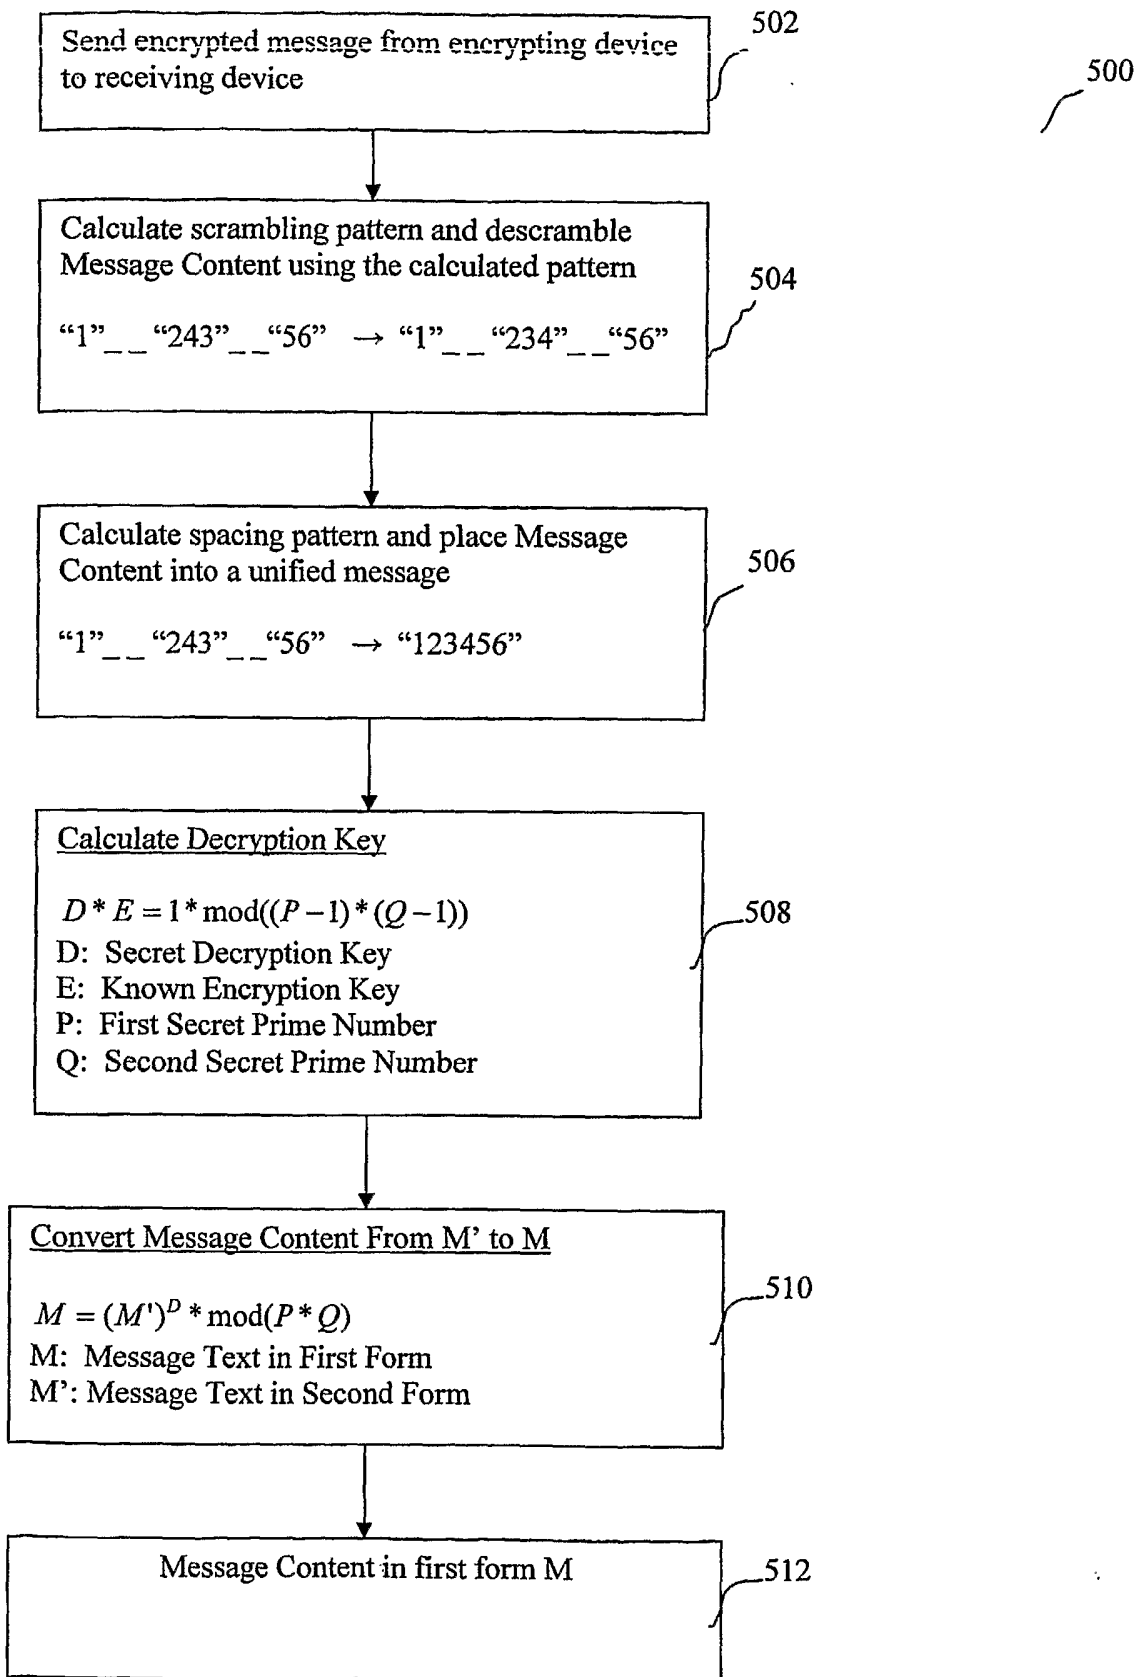 Send encrypted message from encrypting device
to receiving device
502
500
Calculate scrambling pattern and descramble
Message Content using the calculated pattern
“1”_ _ “243”_ _“56” → “1”_ _ “234”_ _“56”
504
Calculate spacing pattern and place Message
Content into a unified message
“1”_ _ “243”_ _“56” → “123456”
506
Calculate Decryption Key
D * E = 1 * mod((P − 1) * (Q − 1))
D: Secret Decryption Key
E: Known Encryption Key
P: First Secret Prime Number
Q: Second Secret Prime Number
508
Convert Message Content From M’ to M
M = (M')^D * mod(P * Q)
M: Message Text in First Form
M’: Message Text in Second Form
510
Message Content in first form M
512